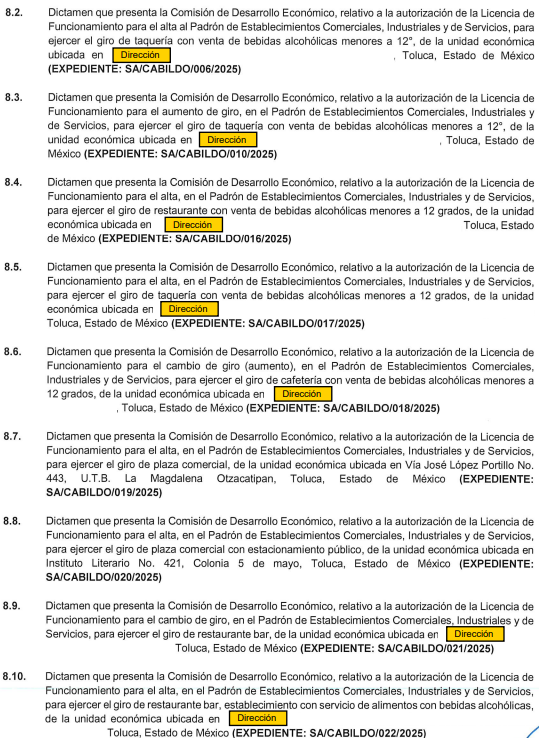 8.2. Dictamen que presenta la Comisión de Desarrollo Económico, relativo a la autorización de la Licencia de
Funcionamiento para el alta al Padrón de Establecimientos Comerciales, Industriales y de Servicios, para
ejercer el giro de taquería con venta de bebidas alcohólicas menores a 12°, de la unidad económica
ubicada en Dirección , Toluca, Estado de México
(EXPEDIENTE: SA/CABILDO/006/2025)
8.3. Dictamen que presenta la Comisión de Desarrollo Económico, relativo a la autorización de la Licencia de
Funcionamiento para el aumento de giro, en el Padrón de Establecimientos Comerciales, Industriales y
de Servicios, para ejercer el giro de taquería con venta de bebidas alcohólicas menores a 12°, de la
unidad económica ubicada en Dirección , Toluca, Estado de
México (EXPEDIENTE: SA/CABILDO/010/2025)
8.4. Dictamen que presenta la Comisión de Desarrollo Económico, relativo a la autorización de la Licencia de
Funcionamiento para el alta, en el Padrón de Establecimientos Comerciales, Industriales y de Servicios,
para ejercer el giro de restaurante con venta de bebidas alcohólicas menores a 12 grados, de la unidad
económica ubicada en Dirección Toluca, Estado
de México (EXPEDIENTE: SA/CABILDO/016/2025)
8.5. Dictamen que presenta la Comisión de Desarrollo Económico, relativo a la autorización de la Licencia de
Funcionamiento para el alta, en el Padrón de Establecimientos Comerciales, Industriales y de Servicios,
para ejercer el giro de taquería con venta de bebidas alcohólicas menores a 12 grados, de la unidad
económica ubicada en Dirección
Toluca, Estado de México (EXPEDIENTE: SA/CABILDO/017/2025)
8.6. Dictamen que presenta la Comisión de Desarrollo Económico, relativo a la autorización de la Licencia de
Funcionamiento para el cambio de giro (aumento), en el Padrón de Establecimientos Comerciales,
Industriales y de Servicios, para ejercer el giro de cafetería con venta de bebidas alcohólicas menores a
12 grados, de la unidad económica ubicada en Dirección
, Toluca, Estado de México (EXPEDIENTE: SA/CABILDO/018/2025)
8.7. Dictamen que presenta la Comisión de Desarrollo Económico, relativo a la autorización de la Licencia de
Funcionamiento para el alta, en el Padrón de Establecimientos Comerciales, Industriales y de Servicios,
para ejercer el giro de plaza comercial, de la unidad económica ubicada en Vía José López Portillo No.
443, U.T.B. La Magdalena Otzacatipan, Toluca, Estado de México (EXPEDIENTE:
SA/CABILDO/019/2025)
8.8. Dictamen que presenta la Comisión de Desarrollo Económico, relativo a la autorización de la Licencia de
Funcionamiento para el alta, en el Padrón de Establecimientos Comerciales, Industriales y de Servicios,
para ejercer el giro de plaza comercial con estacionamiento público, de la unidad económica ubicada en
Instituto Literario No. 421, Colonia 5 de mayo, Toluca, Estado de México (EXPEDIENTE:
SA/CABILDO/020/2025)
8.9. Dictamen que presenta la Comisión de Desarrollo Económico, relativo a la autorización de la Licencia de
Funcionamiento para el cambio de giro, en el Padrón de Establecimientos Comerciales, Industriales y de
Servicios, para ejercer el giro de restaurante bar, de la unidad económica ubicada en Dirección
Toluca, Estado de México (EXPEDIENTE: SA/CABILDO/021/2025)
8.10. Dictamen que presenta la Comisión de Desarrollo Económico, relativo a la autorización de la Licencia de
Funcionamiento para el alta, en el Padrón de Establecimientos Comerciales, Industriales y de Servicios,
para ejercer el giro de restaurante bar, establecimiento con servicio de alimentos con bebidas alcohólicas,
de la unidad económica ubicada en Dirección
Toluca, Estado de México (EXPEDIENTE: SA/CABILDO/022/2025)